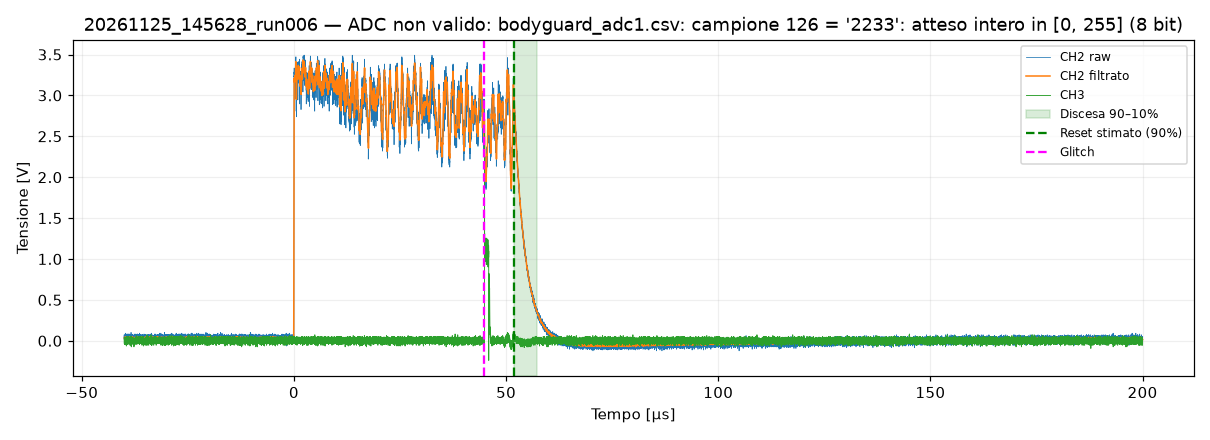 20261125_145628_run006 — ADC non valido: bodyguard_adc1.csv: campione 126 = '2233': atteso intero in [0, 255] (8 bit)
Tensione [V]
3.5
3.0
2.5
2.0
1.5
1.0
0.5
0.0
CH2 raw
CH2 filtrato
CH3
Discesa 90–10%
Reset stimato (90%)
Glitch
−50
0
50
100
150
200
Tempo [µs]